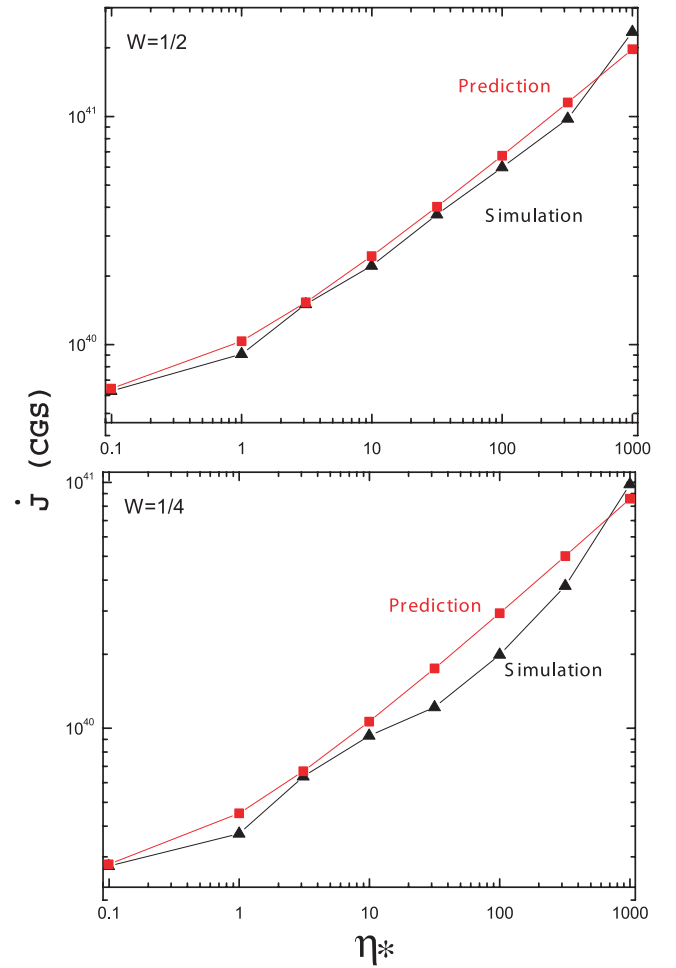 W=1/2
Prediction
10^41
Simulation
10^40
0.1 1 10 100 1000
J̇ (CGS)
10^41
W=1/4
Prediction
Simulation
10^40
0.1 1 10 100 1000
η*